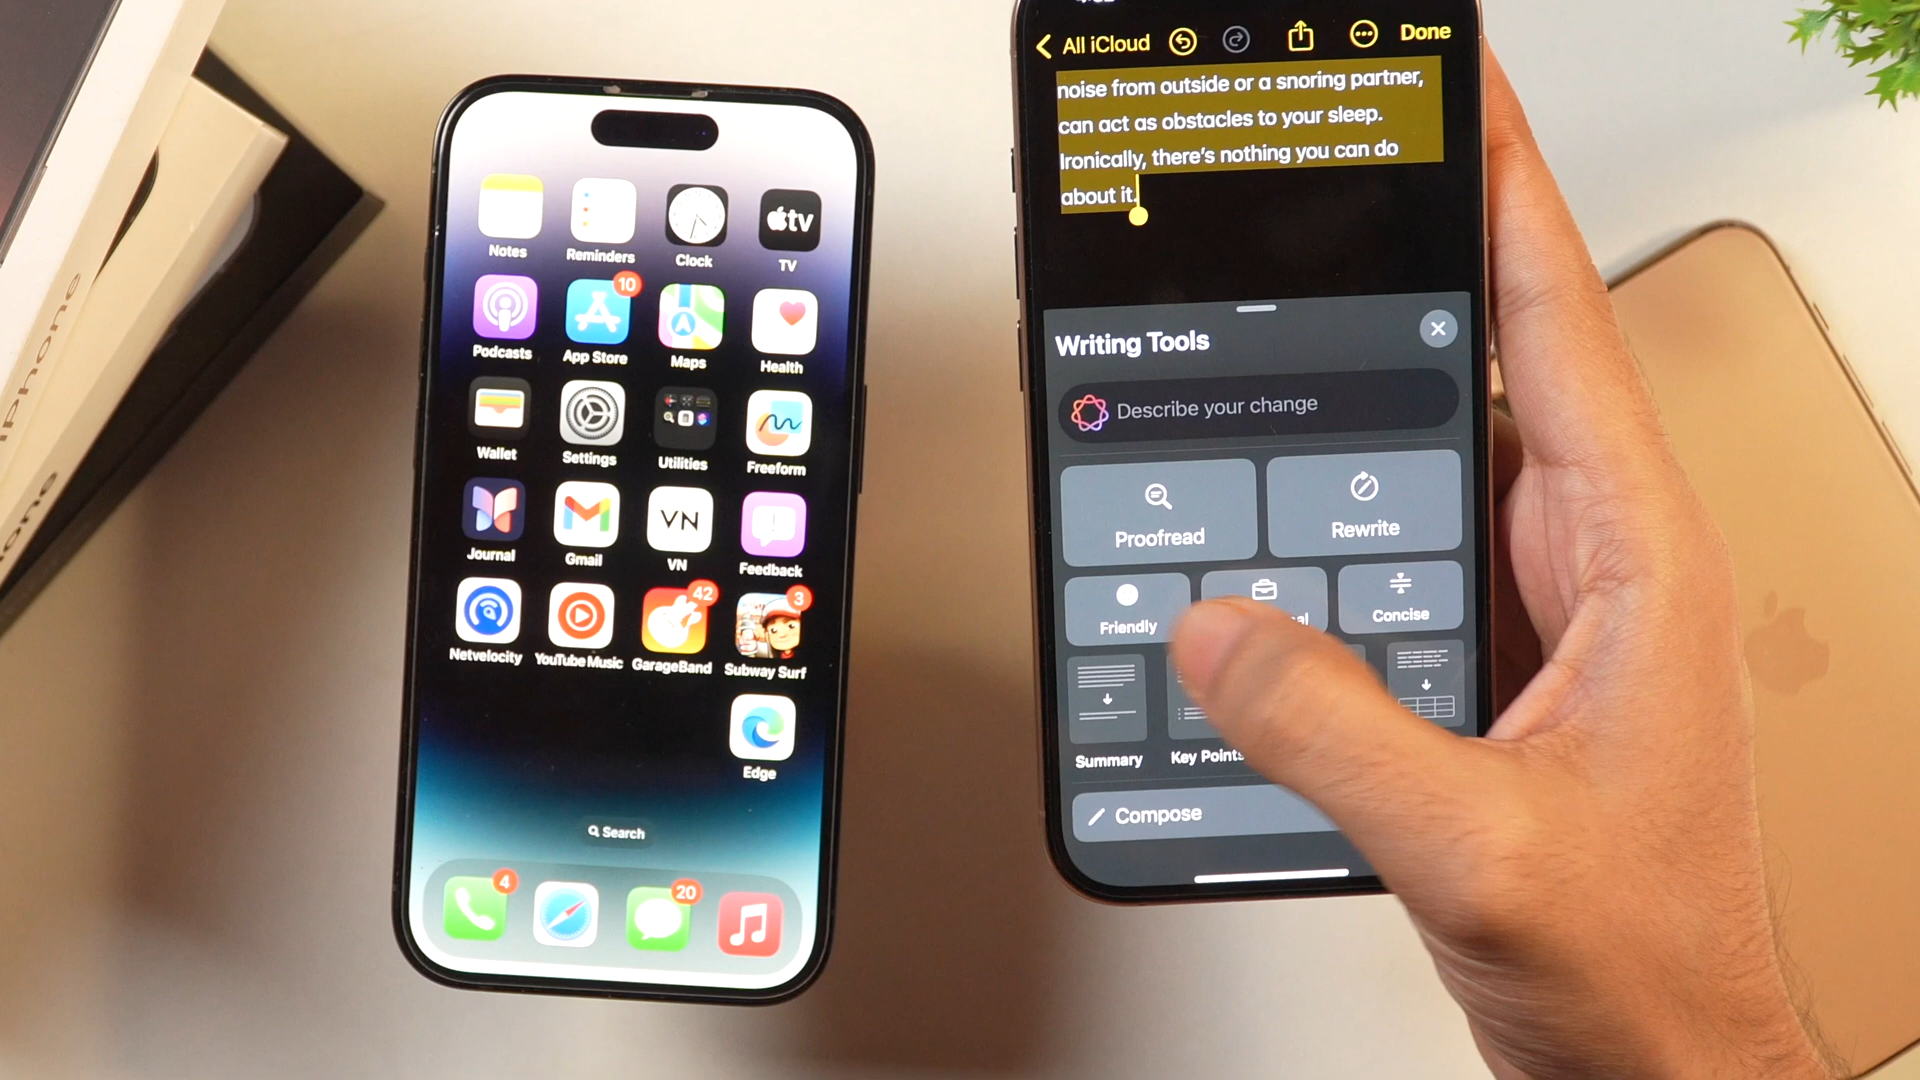 iPhone
Notes
Reminders
Clock
tv
TV
Podcasts
10
App Store
Maps
Health
Wallet
Settings
Utilities
Freeform
Journal
Gmail
VN
VN
Feedback
Netvelocity
YouTube Music
42
GarageBand
3
Subway Surf
Edge
Search
4
20
All iCloud
Done
noise from outside or a snoring partner,
can act as obstacles to your sleep.
Ironically, there's nothing you can do
about it.
Writing Tools
Describe your change
Proofread
Rewrite
Friendly
Concise
Summary
Key Points
Compose